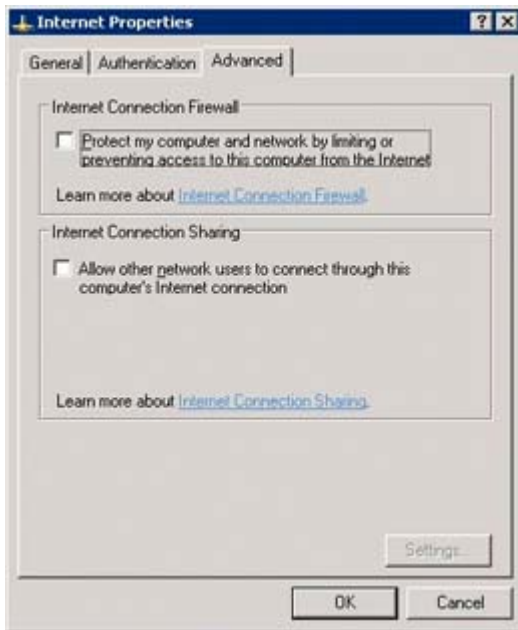 Internet Properties
General Authentication Advanced
Internet Connection Firewall
Protect my computer and network by limiting or
preventing access to this computer from the Internet
Learn more about Internet Connection Firewall.
Internet Connection Sharing
Allow other network users to connect through this
computer's Internet connection
Learn more about Internet Connection Sharing.
Settings...
OK Cancel